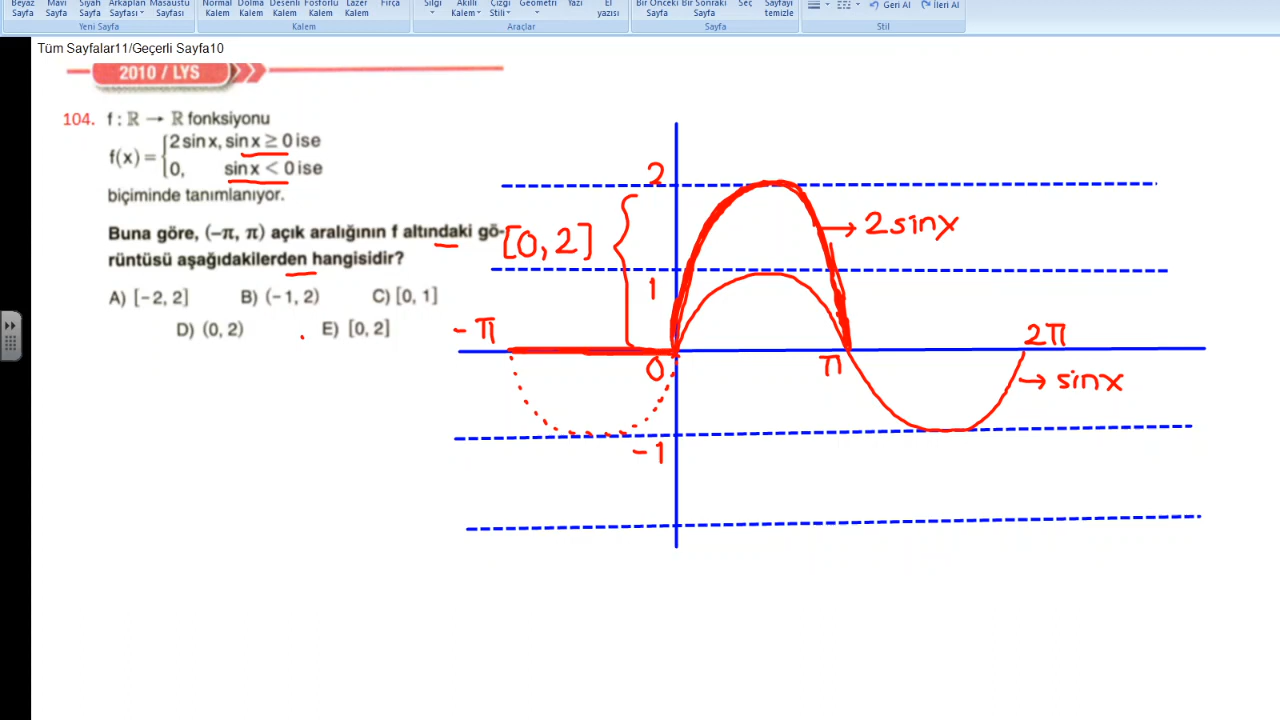 Beyaz Sayfa Mavi Sayfa Siyah Sayfa Arkaplan Sayfası Masaüstü Sayfası
Normal Kalem Dolma Kalem Desenli Kalem Fosforlu Kalem Lazer Kalem Fırça
Silgi Akıllı Kalem Çizgi Stili Geometri El yazısı Yazı
Bir Önceki Sayfa Bir Sonraki Sayfa Seç Sayfayı temizle
Geri Al İleri Al
Yeni Sayfa Kalem Araçlar Sayfa Stil
Tüm Sayfalar11/Geçerli Sayfa10
2010 / LYS
104. f : ℝ → ℝ fonksiyonu
f(x) = { 2 sin x, sin x ≥ 0 ise
0, sin x < 0 ise
biçiminde tanımlanıyor.
Buna göre, (−π, π) açık aralığının f altındaki gö-
rüntüsü aşağıdakilerden hangisidir?
A) [−2, 2] B) (−1, 2) C) [0, 1]
D) (0, 2) E) [0, 2]
2
[0, 2]
→ 2sinx
1
-π
0
π
2π
→ sinx
-1